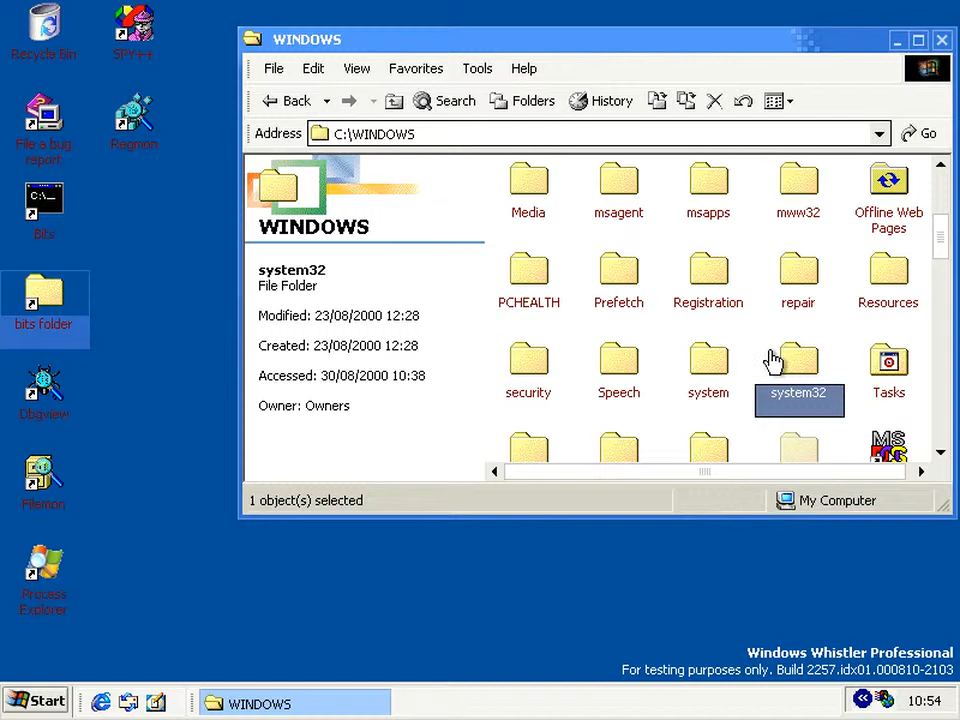 Recycle Bin
SPY++
File a bug
report
Regmon
C:\_
Bits
bits folder
Dbgview
Filemon
Process
Explorer
WINDOWS
File Edit View Favorites Tools Help
Back Search Folders History
Address C:\WINDOWS Go
WINDOWS
system32
File Folder
Modified: 23/08/2000 12:28
Created: 23/08/2000 12:28
Accessed: 30/08/2000 10:38
Owner: Owners
Media msagent msapps mww32 Offline Web
Pages
PCHEALTH Prefetch Registration repair Resources
security Speech system system32 Tasks
MS
1 object(s) selected My Computer
Windows Whistler Professional
For testing purposes only. Build 2257.idx01.000810-2103
Start WINDOWS 10:54